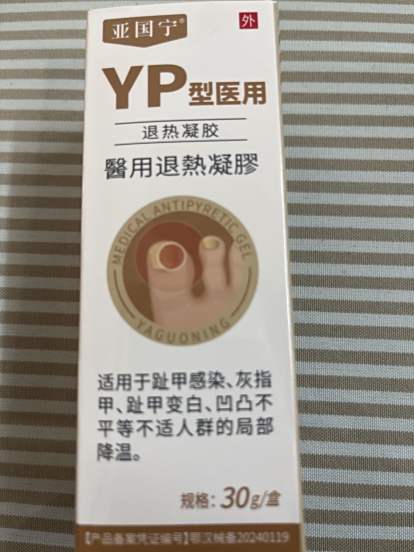 亚国宁®
外
YP型医用
退热凝胶
醫用退熱凝膠
MEDICAL ANTIPYRETIC GEL
YAGUONING
适用于趾甲感染、灰指
甲、趾甲变白、凹凸不
平等不适人群的局部
降温。
规格：30g/盒
【产品备案凭证编号】鄂汉械备20240119